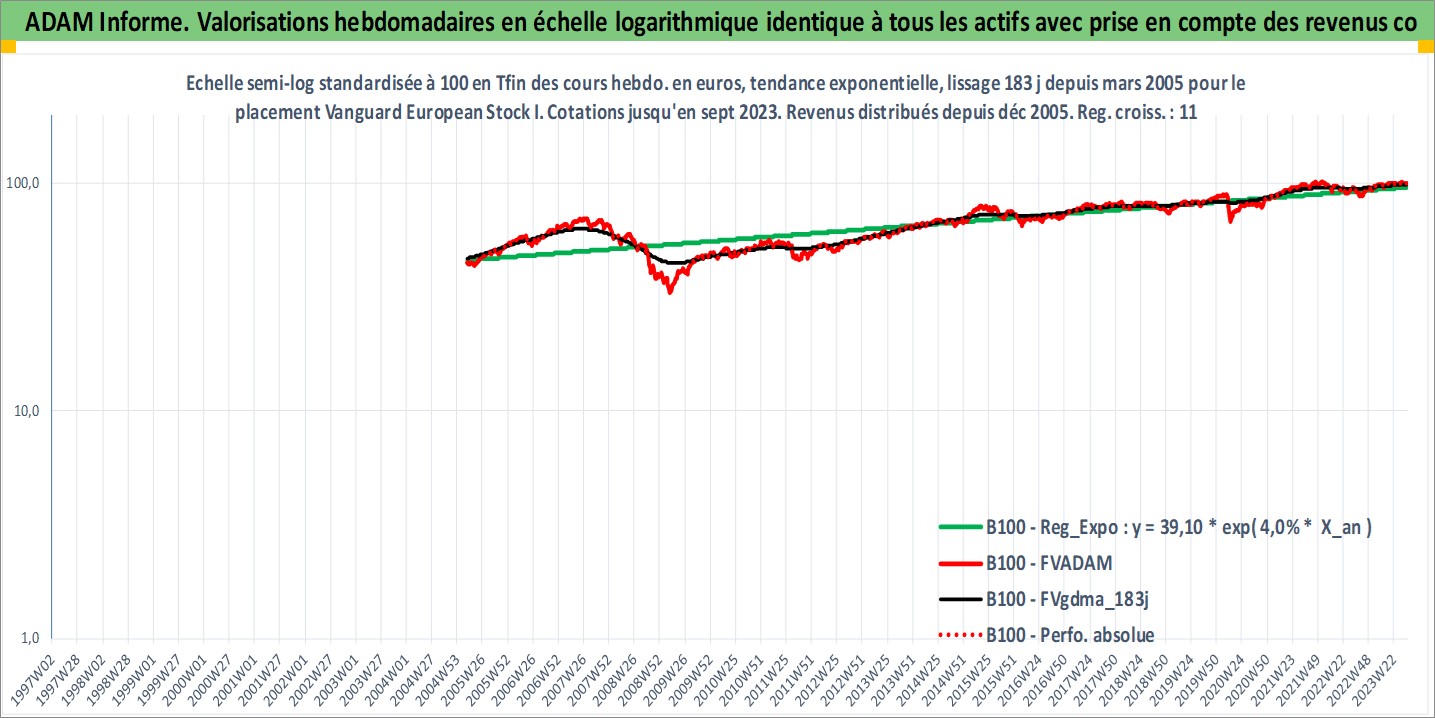 ADAM Informe. Valorisations hebdomadaires en échelle logarithmique identique à tous les actifs avec prise en compte des revenus co
Echelle semi-log standardisée à 100 en Tfin des cours hebdo. en euros, tendance exponentielle, lissage 183 j depuis mars 2005 pour le
placement Vanguard European Stock I. Cotations jusqu'en sept 2023. Revenus distribués depuis déc 2005. Reg. croiss. : 11
100,0
10,0
1,0
B100 - Reg_Expo : y = 39,10 * exp( 4,0% * X_an )
B100 - FVADAM
B100 - FVgdma_183j
B100 - Perfo. absolue
1997W02
1997W28
1998W02
1998W28
1999W01
1999W27
2000W01
2000W27
2001W01
2001W27
2002W01
2002W27
2003W01
2003W27
2004W01
2004W27
2004W53
2005W26
2005W52
2006W26
2006W52
2007W26
2007W52
2008W26
2008W52
2009W26
2009W52
2010W25
2010W51
2011W25
2011W51
2012W25
2012W51
2013W25
2013W51
2014W25
2014W51
2015W25
2015W51
2016W24
2016W50
2017W24
2017W50
2018W24
2018W50
2019W24
2019W50
2020W24
2020W50
2021W23
2021W49
2022W22
2022W48
2023W22